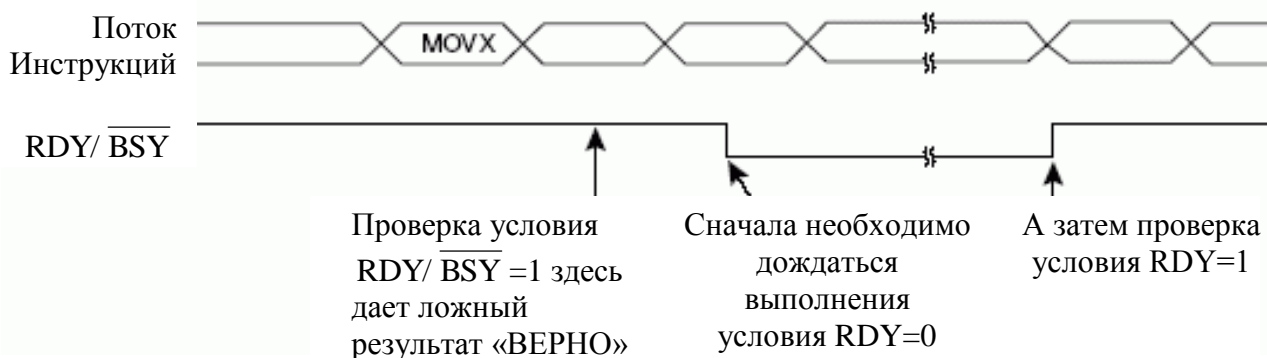 Поток
Инструкций
MOVX
RDY/ BSY
Проверка условия
RDY/ BSY =1 здесь
дает ложный
результат «ВЕРНО»
Сначала необходимо
дождаться
выполнения
условия RDY=0
А затем проверка
условия RDY=1